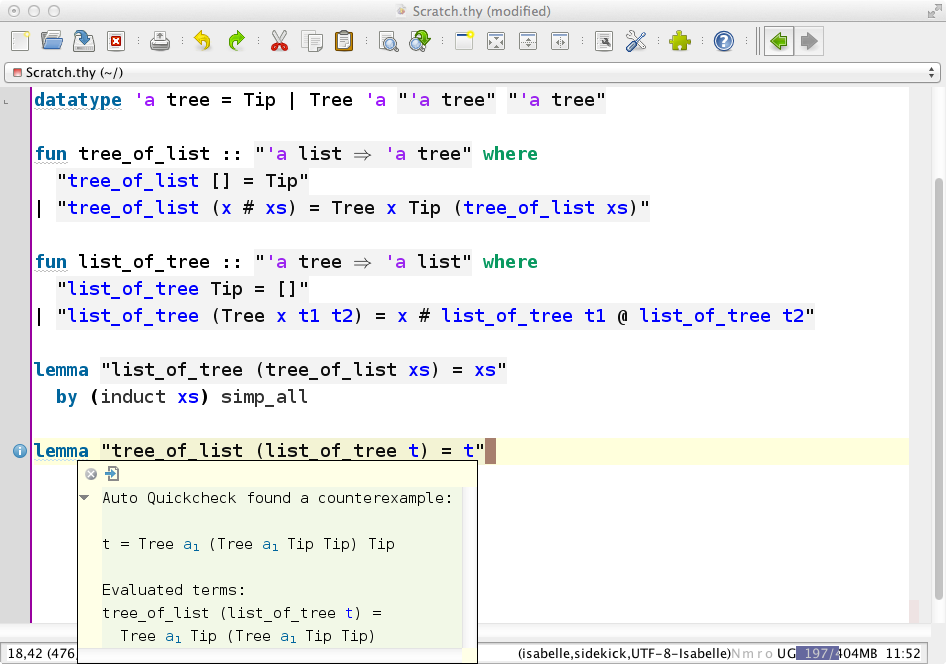 Scratch.thy (modified)
Scratch.thy (~/)
datatype 'a tree = Tip | Tree 'a "'a tree" "'a tree"
fun tree_of_list :: "'a list ⇒ 'a tree" where
"tree_of_list [] = Tip"
| "tree_of_list (x # xs) = Tree x Tip (tree_of_list xs)"
fun list_of_tree :: "'a tree ⇒ 'a list" where
"list_of_tree Tip = []"
| "list_of_tree (Tree x t1 t2) = x # list_of_tree t1 @ list_of_tree t2"
lemma "list_of_tree (tree_of_list xs) = xs"
by (induct xs) simp_all
lemma "tree_of_list (list_of_tree t) = t"
Auto Quickcheck found a counterexample:
t = Tree a₁ (Tree a₁ Tip Tip) Tip
Evaluated terms:
tree_of_list (list_of_tree t) =
Tree a₁ Tip (Tree a₁ Tip Tip)
18,42 (476 (isabelle,sidekick,UTF-8-Isabelle)Nmro UG 197/404MB 11:52